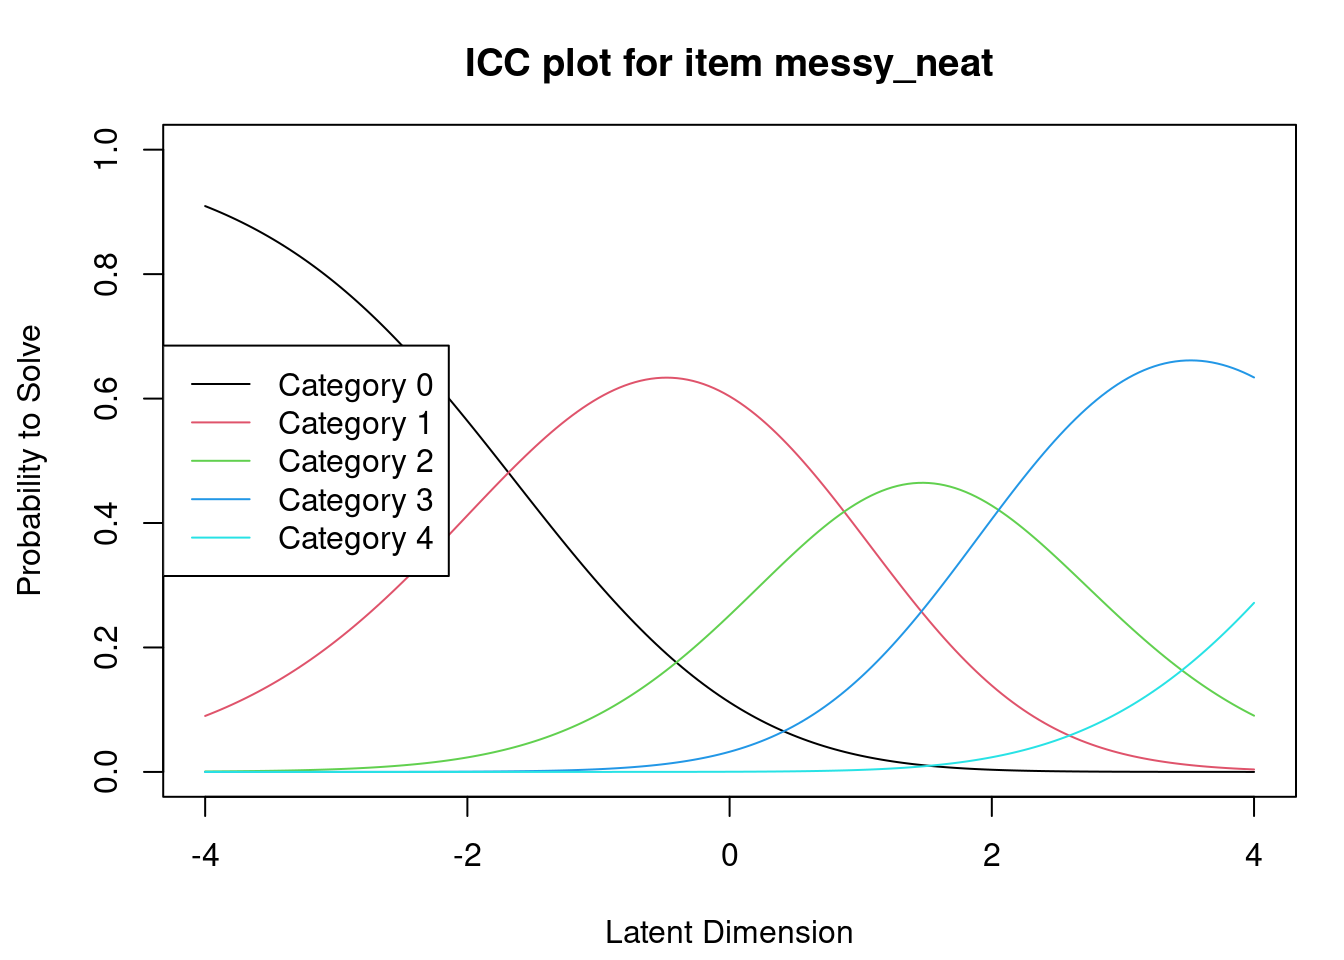 ICC plot for item messy_neat
Probability to Solve
1.0
0.8
0.6
0.4
0.2
0.0
Category 0
Category 1
Category 2
Category 3
Category 4
-4 -2 0 2 4
Latent Dimension